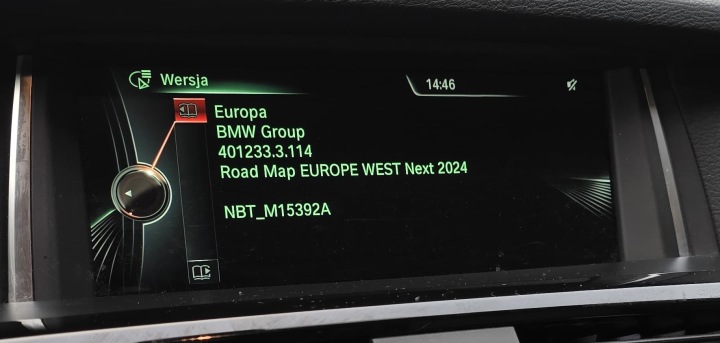 Wersja
14:46
Europa
BMW Group
401233.3.114
Road Map EUROPE WEST Next 2024
NBT_M15392A